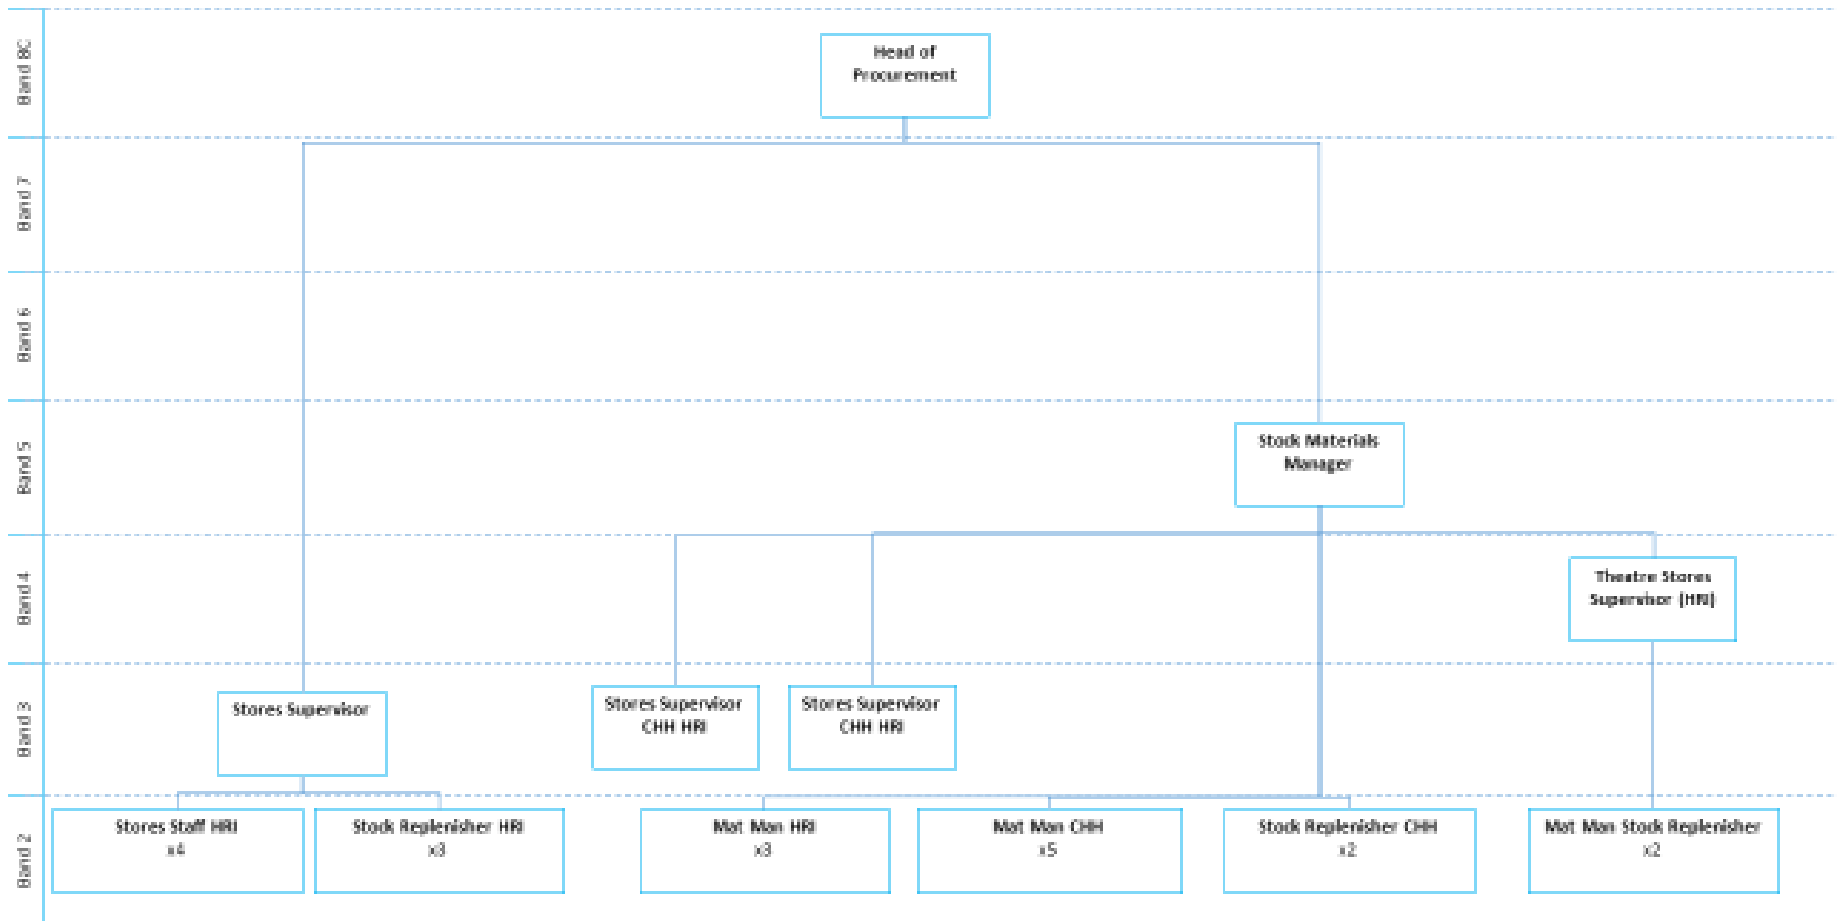 Band 8C
Head of
Procurement
Band 7
Band 6
Band 5
Stock Materials
Manager
Band 4
Theatre Stores
Supervisor (HRI)
Band 3
Stores Supervisor
Stores Supervisor
CHH HRI
Stores Supervisor
CHH HRI
Band 2
Stores Staff HRI
x4
Stock Replenisher HRI
x3
Mat Man HRI
x3
Mat Man CHH
x5
Stock Replenisher CHH
x2
Mat Man Stock Replenisher
x2